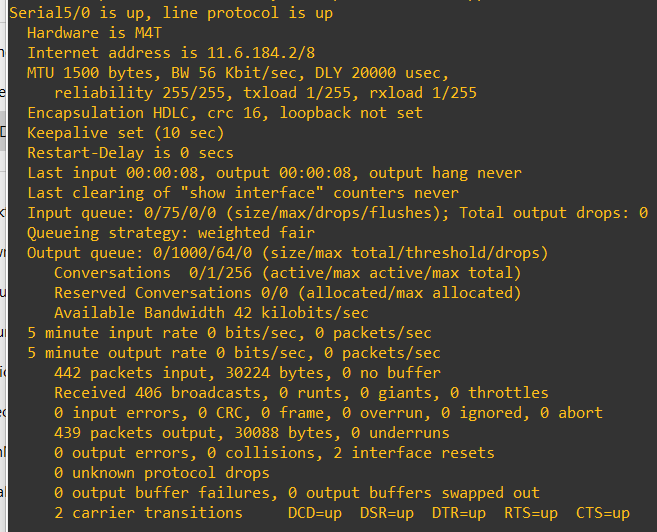 Serial5/0 is up, line protocol is up
Hardware is M4T
Internet address is 11.6.184.2/8
MTU 1500 bytes, BW 56 Kbit/sec, DLY 20000 usec,
reliability 255/255, txload 1/255, rxload 1/255
Encapsulation HDLC, crc 16, loopback not set
Keepalive set (10 sec)
Restart-Delay is 0 secs
Last input 00:00:08, output 00:00:08, output hang never
Last clearing of "show interface" counters never
Input queue: 0/75/0/0 (size/max/drops/flushes); Total output drops: 0
Queueing strategy: weighted fair
Output queue: 0/1000/64/0 (size/max total/threshold/drops)
Conversations  0/1/256 (active/max active/max total)
Reserved Conversations 0/0 (allocated/max allocated)
Available Bandwidth 42 kilobits/sec
5 minute input rate 0 bits/sec, 0 packets/sec
5 minute output rate 0 bits/sec, 0 packets/sec
442 packets input, 30224 bytes, 0 no buffer
Received 406 broadcasts, 0 runts, 0 giants, 0 throttles
0 input errors, 0 CRC, 0 frame, 0 overrun, 0 ignored, 0 abort
439 packets output, 30088 bytes, 0 underruns
0 output errors, 0 collisions, 2 interface resets
0 unknown protocol drops
0 output buffer failures, 0 output buffers swapped out
2 carrier transitions     DCD=up  DSR=up  DTR=up  RTS=up  CTS=up